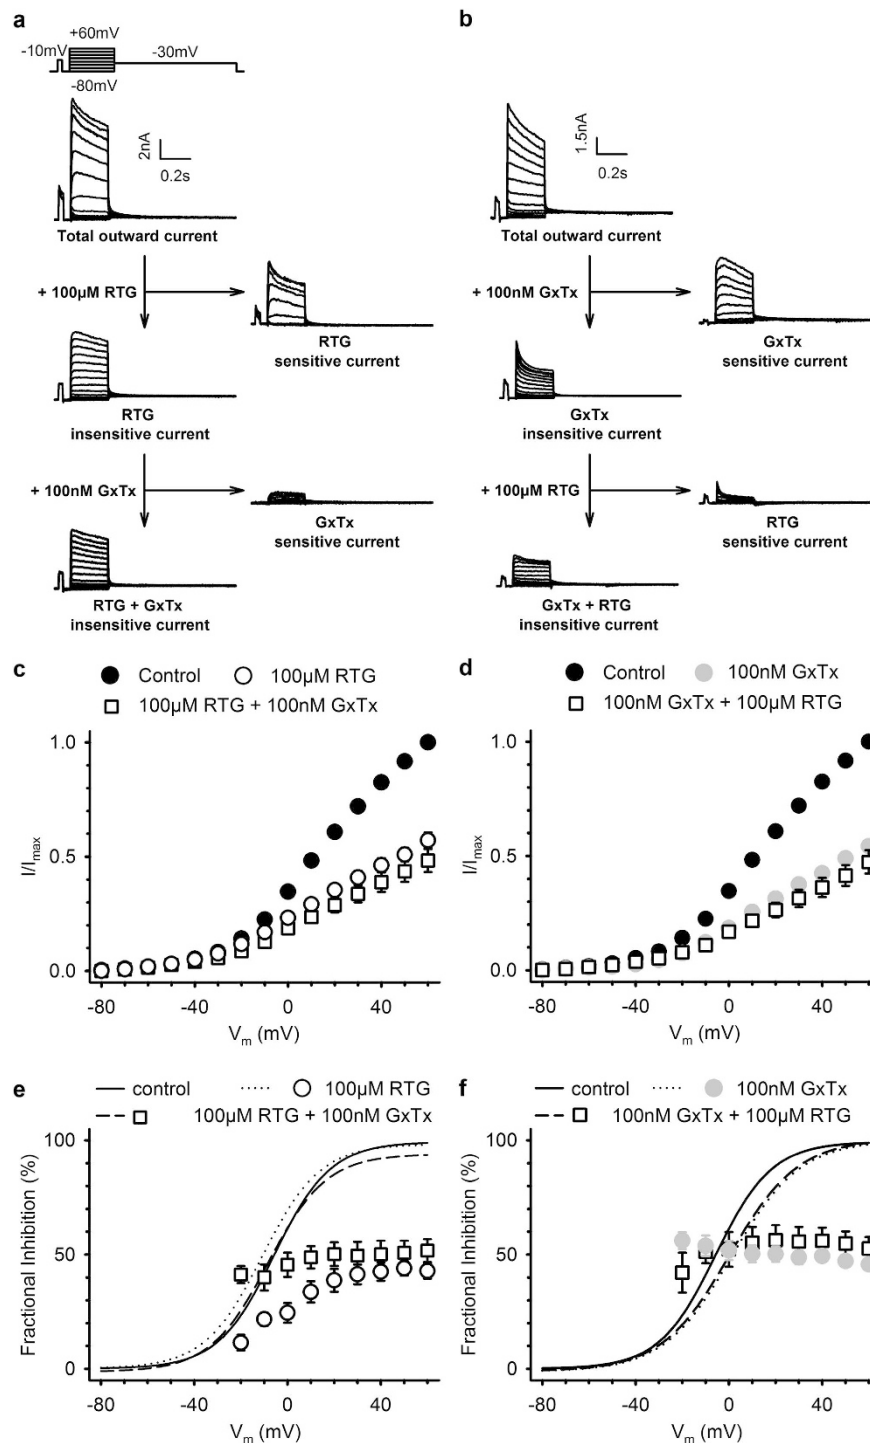 a
+60mV
-10mV
-30mV
-80mV
2nA
0.2s
Total outward current
+ 100µM RTG
RTG
sensitive current
RTG
insensitive current
+ 100nM GxTx
GxTx
sensitive current
RTG + GxTx
insensitive current
b
1.5nA
0.2s
Total outward current
+ 100nM GxTx
GxTx
sensitive current
GxTx
insensitive current
+ 100µM RTG
RTG
sensitive current
GxTx + RTG
insensitive current
c
Control 100µM RTG
100µM RTG + 100nM GxTx
I/Imax
1.0
0.5
0.0
-80 -40 0 40
Vm (mV)
d
Control 100nM GxTx
100nM GxTx + 100µM RTG
I/Imax
1.0
0.5
0.0
-80 -40 0 40
Vm (mV)
e
control 100µM RTG
100µM RTG + 100nM GxTx
Fractional Inhibition (%)
100
50
0
-80 -40 0 40
Vm (mV)
f
control 100nM GxTx
100nM GxTx + 100µM RTG
Fractional Inhibition (%)
100
50
0
-80 -40 0 40
Vm (mV)